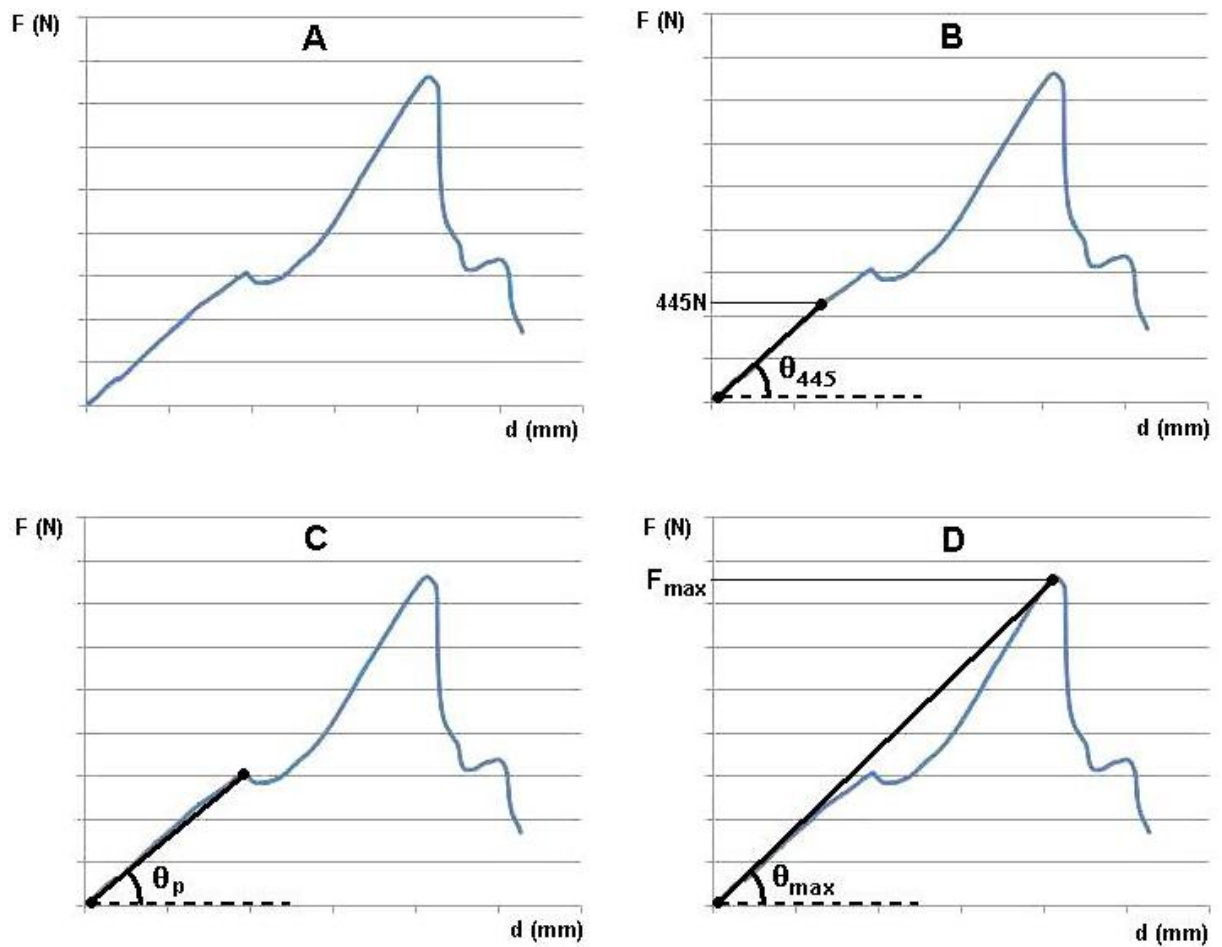 F (N)
A
d (mm)
F (N)
B
445N
θ445
d (mm)
F (N)
C
θp
d (mm)
F (N)
D
Fmax
θmax
d (mm)